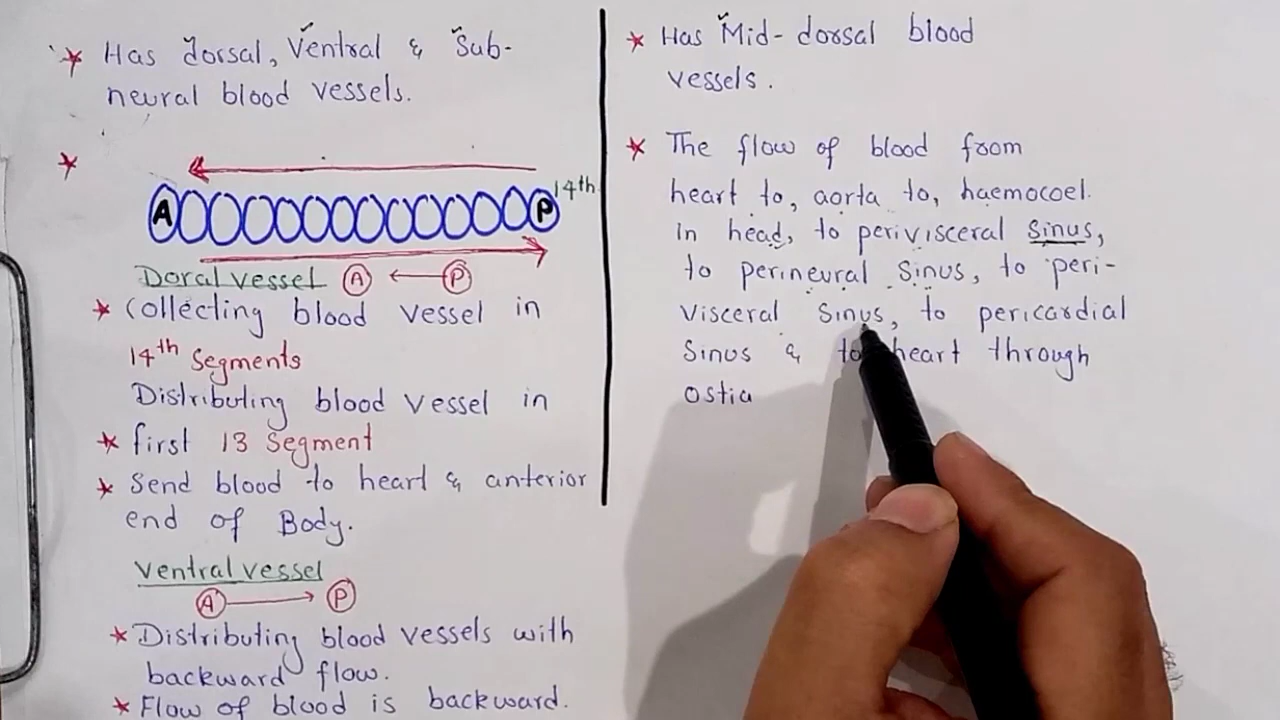 * Has dorsal, Ventral & Sub-
neural blood vessels.
*
14th
A P
Doral vessel A ← P
* Collecting blood vessel in
14th Segments
Distributing blood vessel in
* first 13 Segment
* Send blood to heart & anterior
end of Body.
Ventral vessel
A → P
* Distributing blood vessels with
backward flow.
* Flow of blood is backward.
* Has Mid-dorsal blood
vessels.
* The flow of blood from
heart to, aorta to, haemocoel.
in head, to perivisceral Sinus,
to perineural Sinus, to peri-
visceral Sinus, to pericardial
Sinus & to heart through
ostia